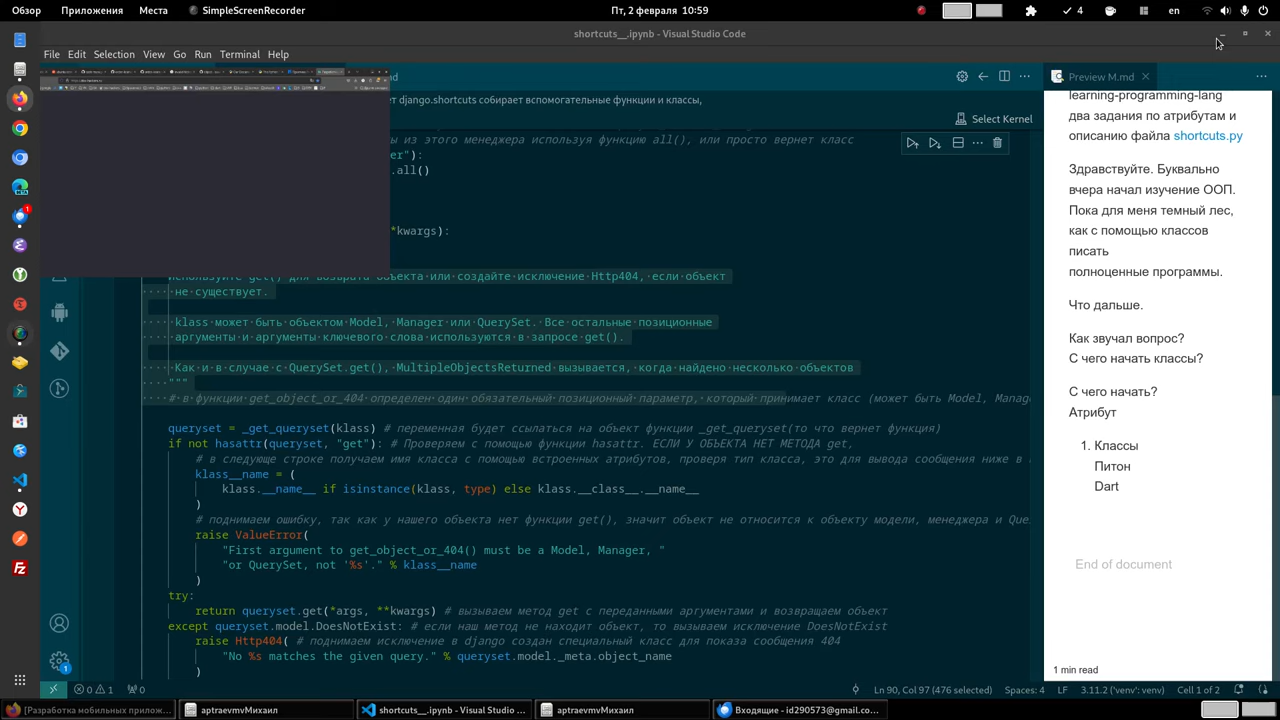 Обзор Приложения Места SimpleScreenRecorder Пт, 2 февраля 10:59 4 en
shortcuts__.ipynb - Visual Studio Code
File Edit Selection View Go Run Terminal Help
Preview M.md
django.shortcuts собирает вспомогательные функции и классы,
Select Kernel
из этого менеджера используя функцию all(), или просто вернет класс
er"):
.all()
*kwargs):
Используйте get() для возврата объекта или создайте исключение Http404, если объект
не существует.
klass может быть объектом Model, Manager или QuerySet. Все остальные позиционные
аргументы и аргументы ключевого слова используются в запросе get().
Как и в случае с QuerySet.get(), MultipleObjectsReturned вызывается, когда найдено несколько объектов
"""
# в функции get_object_or_404 определен один обязательный позиционный параметр, который принимает класс (может быть Model, Manag
queryset = _get_queryset(klass) # переменная будет ссылаться на объект функции _get_queryset(то что вернет функция)
if not hasattr(queryset, "get"): # Проверяем с помощью функции hasattr. ЕСЛИ У ОБЪЕКТА НЕТ МЕТОДА get,
# в следующе строке получаем имя класса с помощью встроенных атрибутов, проверя тип класса, это для вывода сообщения ниже в
klass__name = (
klass.__name__ if isinstance(klass, type) else klass.__class__.__name__
)
# поднимаем ошибку, так как у нашего объекта нет функции get(), значит объект не относится к объекту модели, менеджера и Que
raise ValueError(
"First argument to get_object_or_404() must be a Model, Manager, "
"or QuerySet, not '%s'." % klass__name
)
try:
return queryset.get(*args, **kwargs) # вызываем метод get с переданными аргументами и возвращаем объект
except queryset.model.DoesNotExist: # если наш метод не находит объект, то вызываем исключение DoesNotExist
raise Http404( # поднимаем исключение в django создан специальный класс для показа сообщения 404
"No %s matches the given query." % queryset.model._meta.object_name
)
learning-programming-lang
два задания по атрибутам и
описанию файла shortcuts.py
Здравствуйте. Буквально
вчера начал изучение ООП.
Пока для меня темный лес,
как с помощью классов
писать
полноценные программы.
Что дальше.
Как звучал вопрос?
С чего начать классы?
С чего начать?
Атрибут
1. Классы
Питон
Dart
End of document
1 min read
0 1 0 Ln 90, Col 97 (476 selected) Spaces: 4 LF 3.11.2 ('venv': venv) Cell 1 of 2
[Разработка мобильных прилож... aptraevmvМихаил shortcuts__.ipynb - Visual Studio ... aptraevmvМихаил Входящие - id290573@gmail.co...